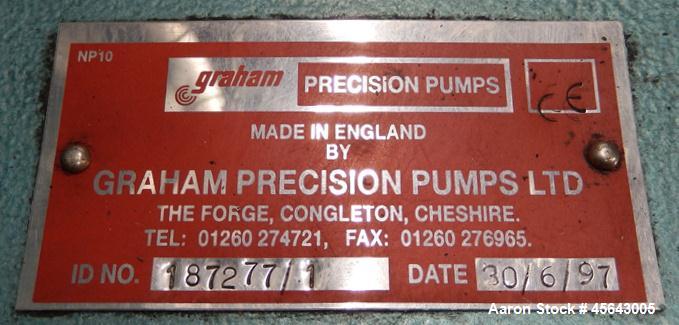 NP10
graham PRECISION PUMPS
CE
MADE IN ENGLAND
BY
GRAHAM PRECISION PUMPS LTD
THE FORGE, CONGLETON, CHESHIRE.
TEL: 01260 274721, FAX: 01260 276965.
ID NO. 187277/1 DATE 30/6/97
Aaron Stock # 45643005